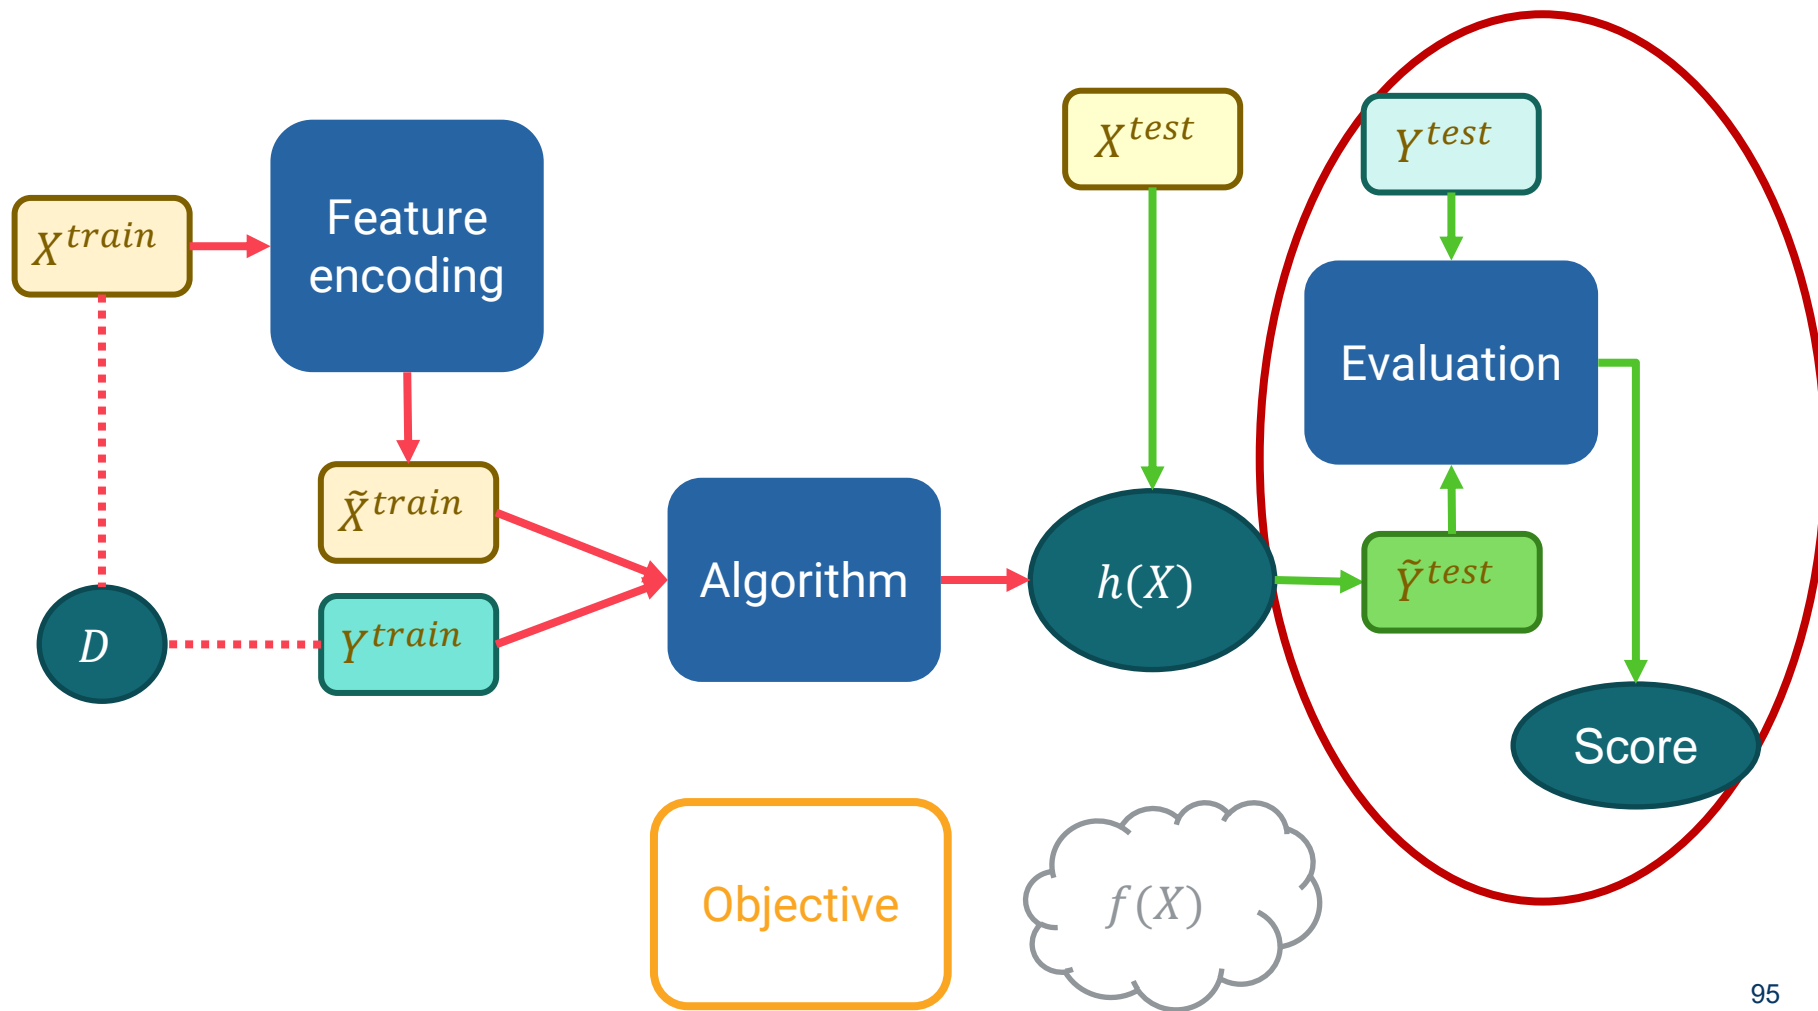 X^train
Feature
encoding
X^test
Y^test
Evaluation
X̃^train
Algorithm
h(X)
Ỹ^test
D
Y^train
Score
Objective
f(X)
95